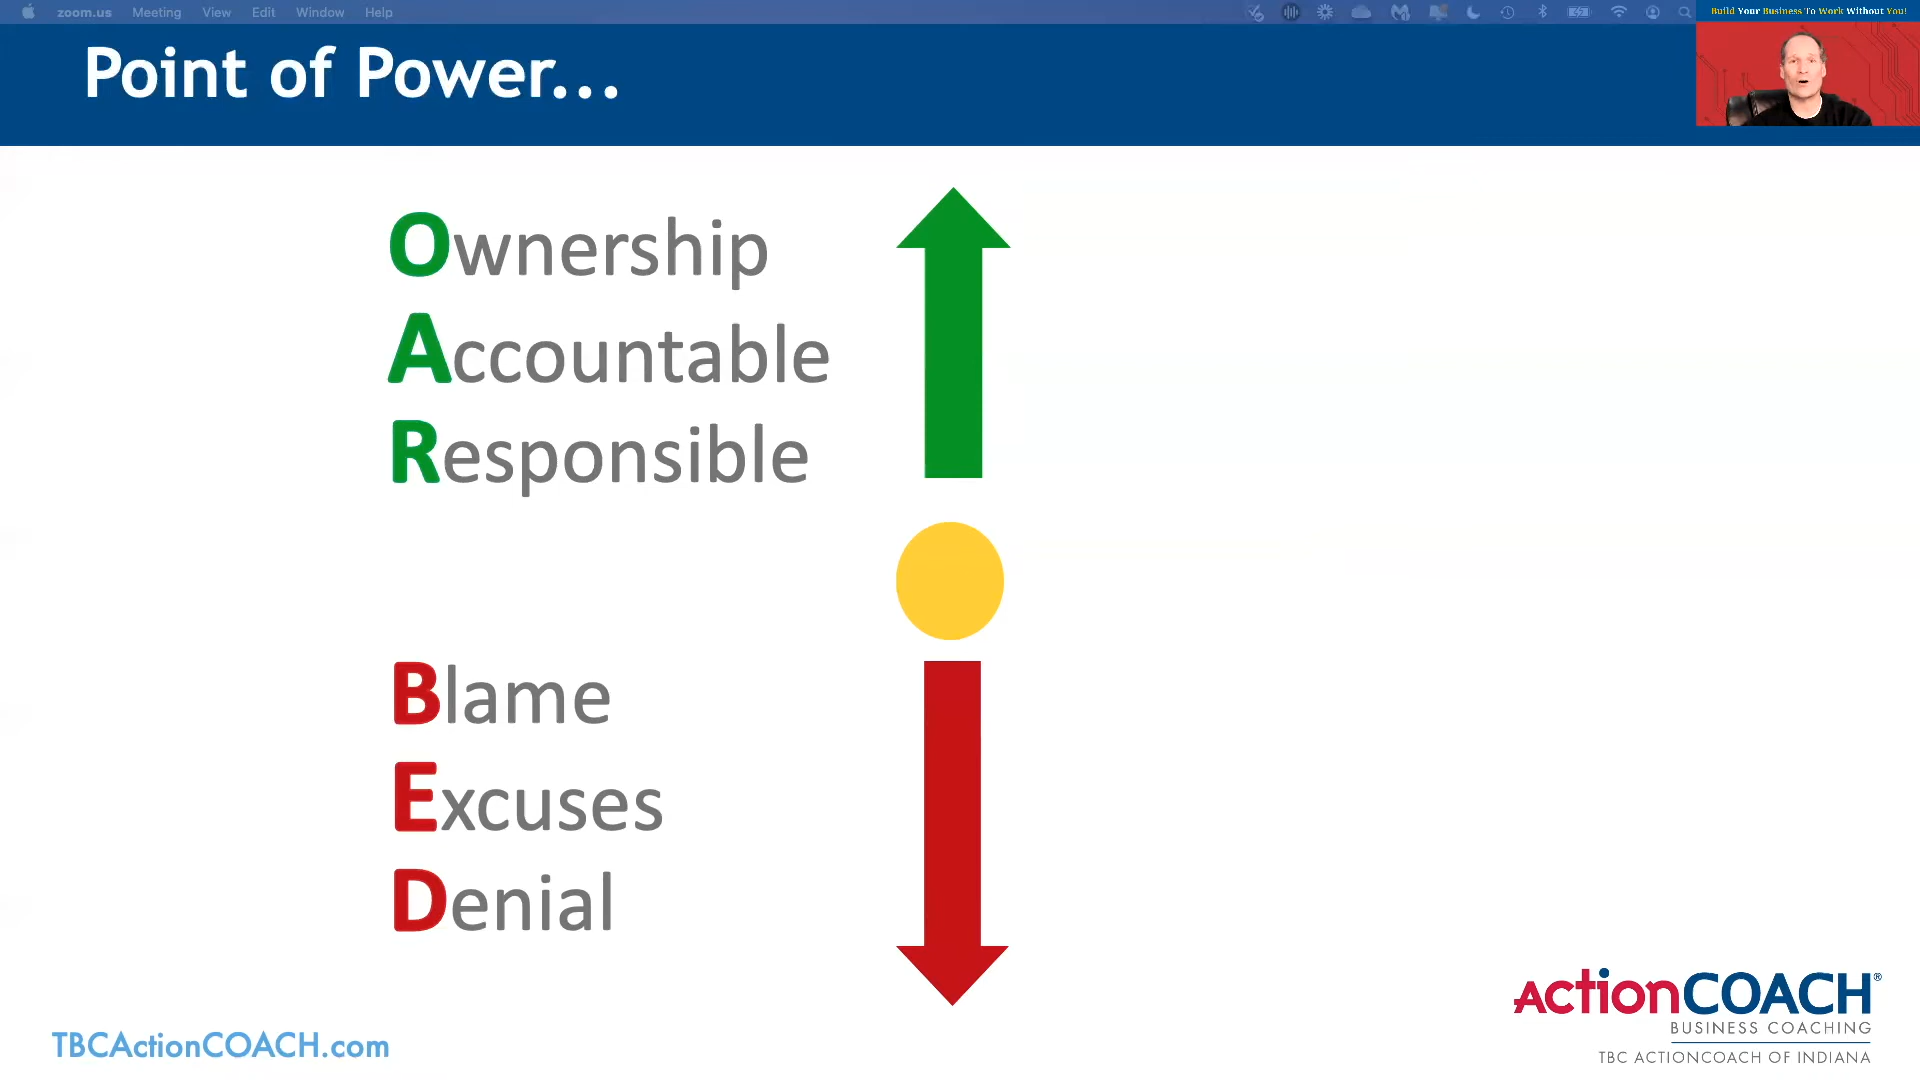 zoom.us Meeting View Edit Window Help
Build Your Business To Work Without You!
Point of Power...
Ownership
Accountable
Responsible
Blame
Excuses
Denial
ActionCOACH®
BUSINESS COACHING
TBC ACTIONCOACH OF INDIANA
TBCActionCOACH.com